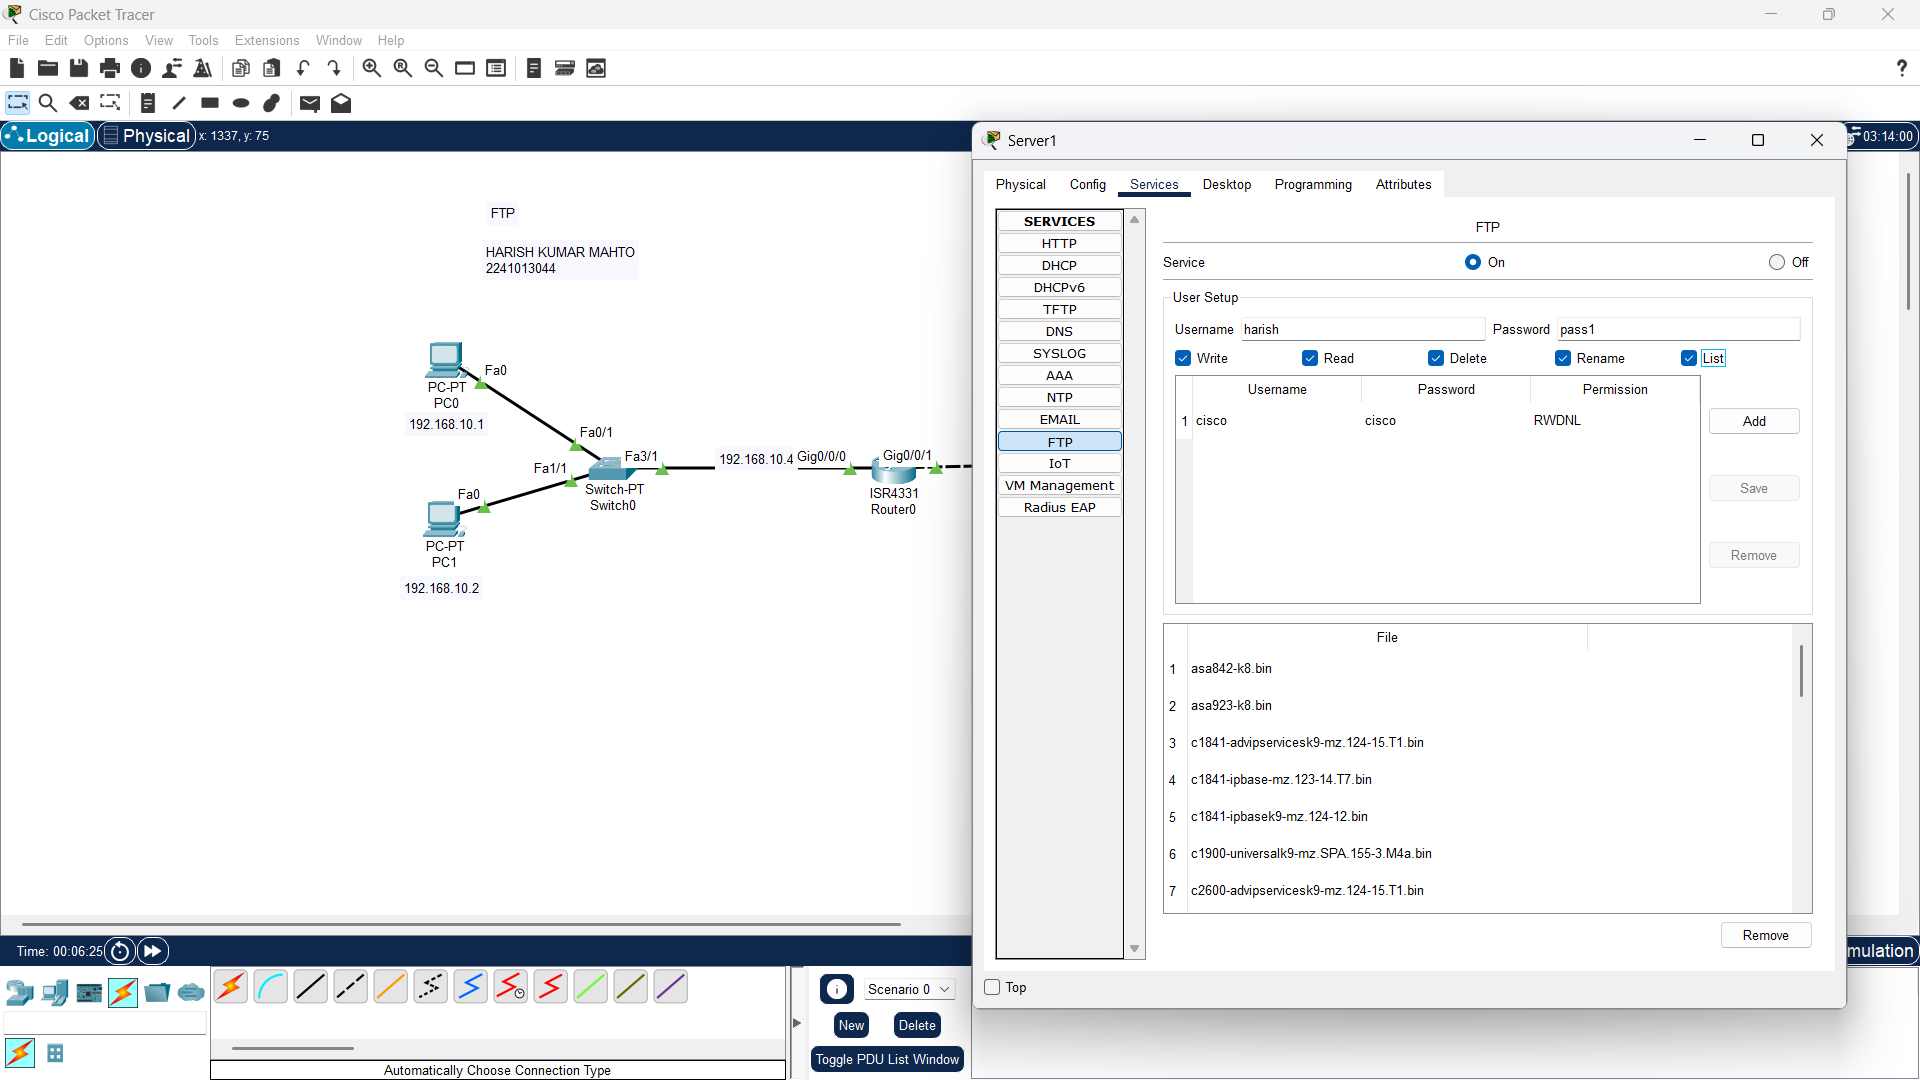 Cisco Packet Tracer
File Edit Options View Tools Extensions Window Help
?
Logical Physical x: 1337, y: 75
03:14:00
FTP
HARISH KUMAR MAHTO
2241013044
PC-PT
PC0
Fa0
192.168.10.1
Fa0/1
Fa3/1
Fa1/1
Switch-PT
Switch0
192.168.10.4
Gig0/0/0
Gig0/0/1
ISR4331
Router0
Fa0
PC-PT
PC1
192.168.10.2
Server1
Physical Config Services Desktop Programming Attributes
SERVICES
HTTP
DHCP
DHCPv6
TFTP
DNS
SYSLOG
AAA
NTP
EMAIL
FTP
IoT
VM Management
Radius EAP
FTP
Service On Off
User Setup
Username harish Password pass1
Write Read Delete Rename List
Username Password Permission
1 cisco cisco RWDNL
Add
Save
Remove
File
1 asa842-k8.bin
2 asa923-k8.bin
3 c1841-advipservicesk9-mz.124-15.T1.bin
4 c1841-ipbase-mz.123-14.T7.bin
5 c1841-ipbasek9-mz.124-12.bin
6 c1900-universalk9-mz.SPA.155-3.M4a.bin
7 c2600-advipservicesk9-mz.124-15.T1.bin
Remove
Top
Time: 00:06:25
mulation
Scenario 0
New Delete
Toggle PDU List Window
Automatically Choose Connection Type